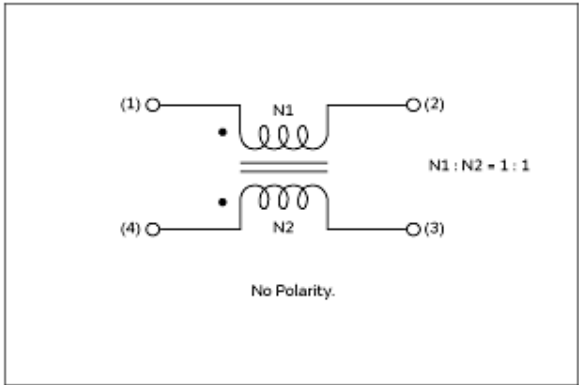 (1) N1 (2)
N1 : N2 = 1 : 1
(4) N2 (3)
No Polarity.